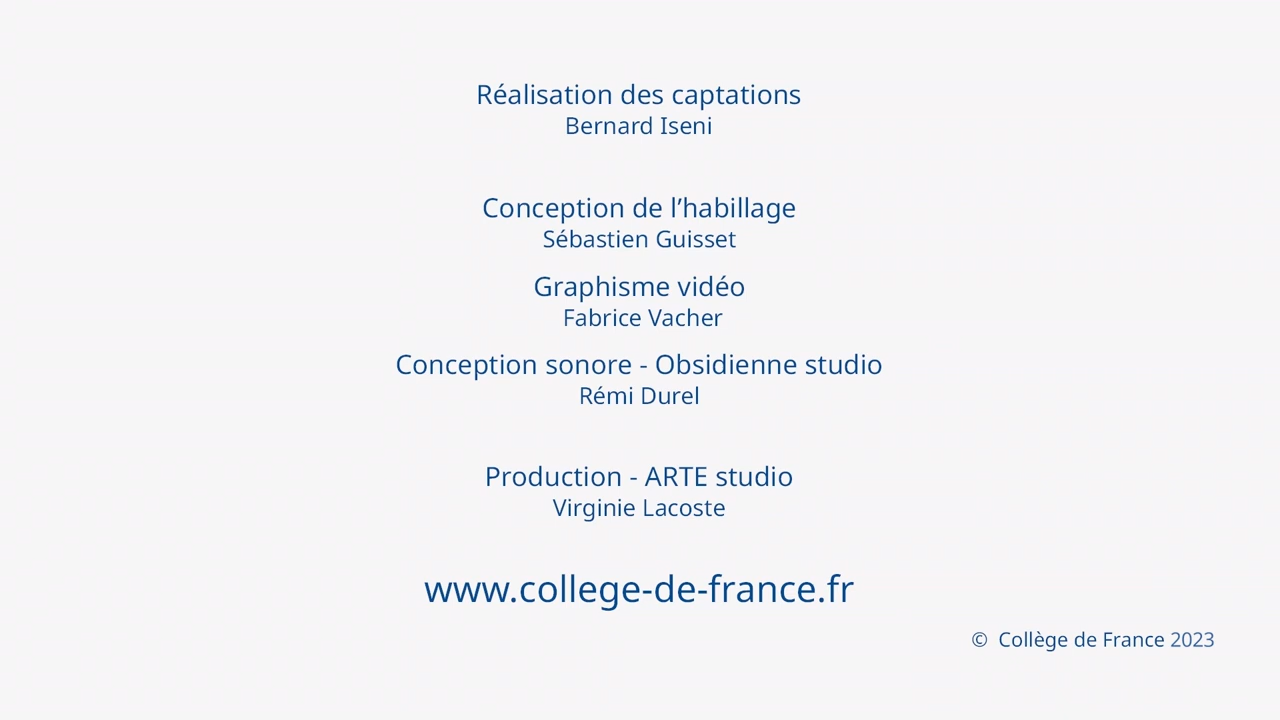 Réalisation des captations
Bernard Iseni
Conception de l’habillage
Sébastien Guisset
Graphisme vidéo
Fabrice Vacher
Conception sonore - Obsidienne studio
Rémi Durel
Production - ARTE studio
Virginie Lacoste
www.college-de-france.fr
© Collège de France 2023